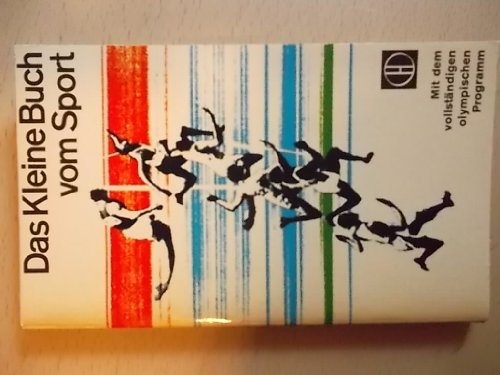 Das Kleine Buch
vom Sport
Mit dem
vollständigen
olympischen
Programm